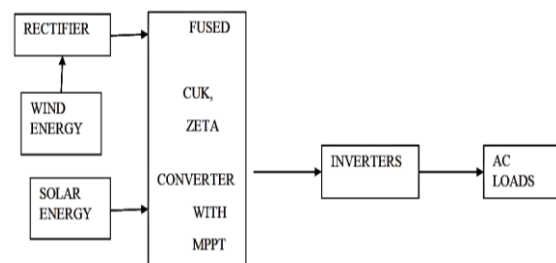 RECTIFIER
WIND
ENERGY
SOLAR
ENERGY
FUSED
CUK,
ZETA
CONVERTER
WITH
MPPT
INVERTERS
AC
LOADS